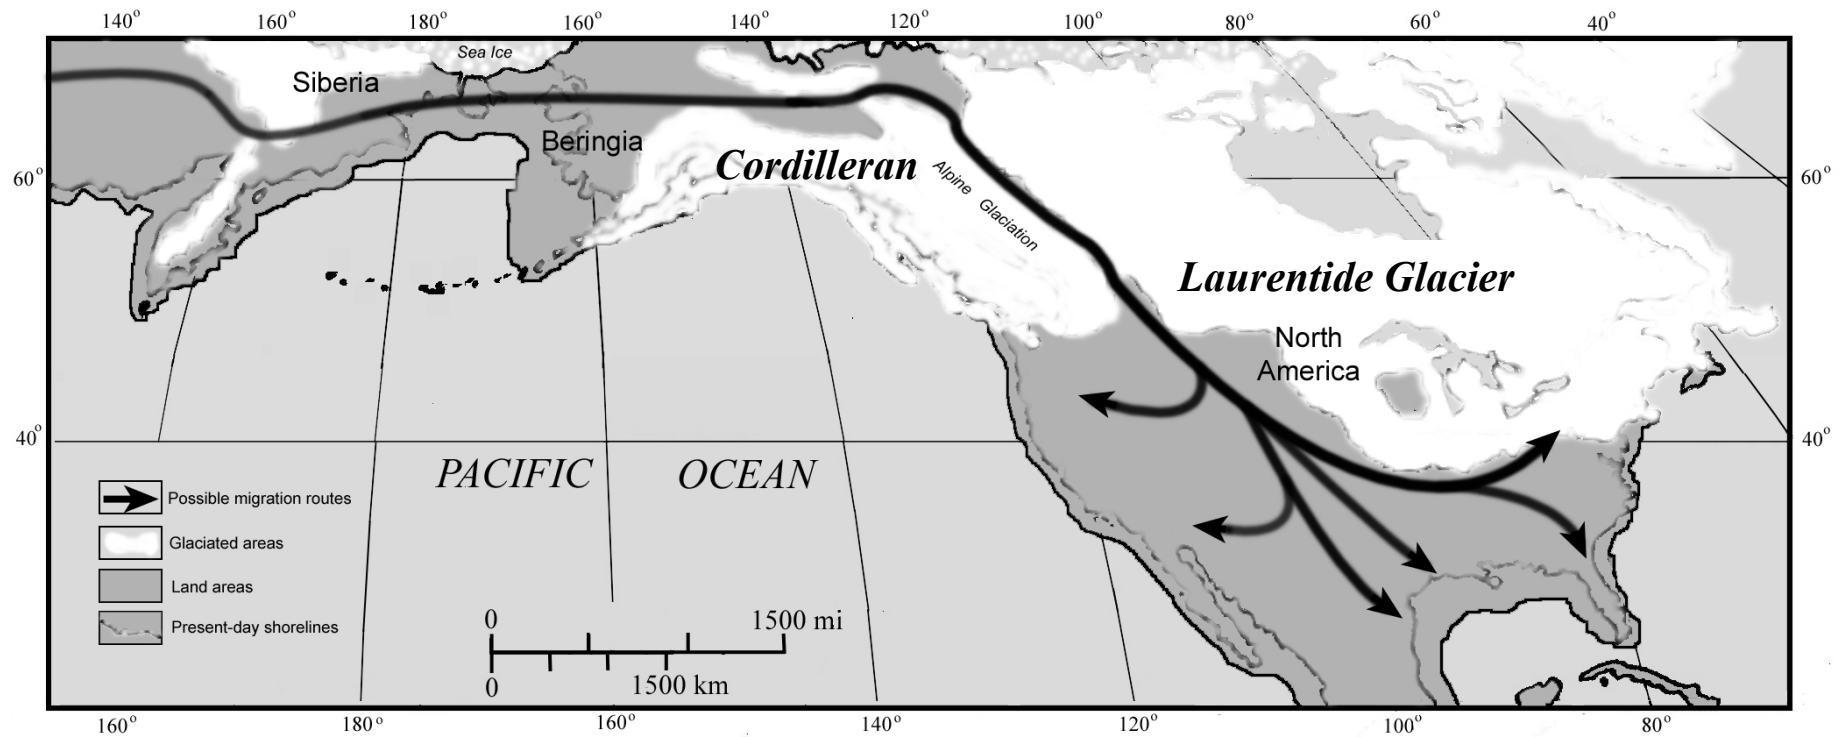 140° 160° 180° 160° 140° 120° 100° 80° 60° 40°
Sea Ice
Siberia
Beringia
Cordilleran
Alpine Glaciation
60° 60°
Laurentide Glacier
North
America
40° 40°
PACIFIC OCEAN
Possible migration routes
Glaciated areas
Land areas
Present-day shorelines
0 1500 mi
0 1500 km
160° 180° 160° 140° 120° 100° 80°